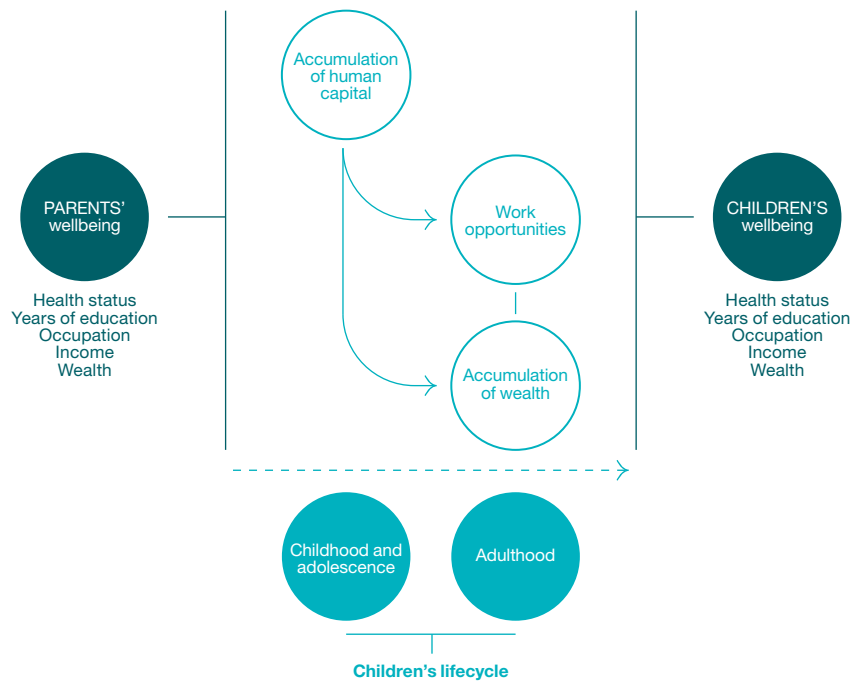 Accumulation
of human
capital
PARENTS'
wellbeing
Health status
Years of education
Occupation
Income
Wealth
Work
opportunities
Accumulation
of wealth
CHILDREN'S
wellbeing
Health status
Years of education
Occupation
Income
Wealth
Childhood and
adolescence
Adulthood
Children's lifecycle